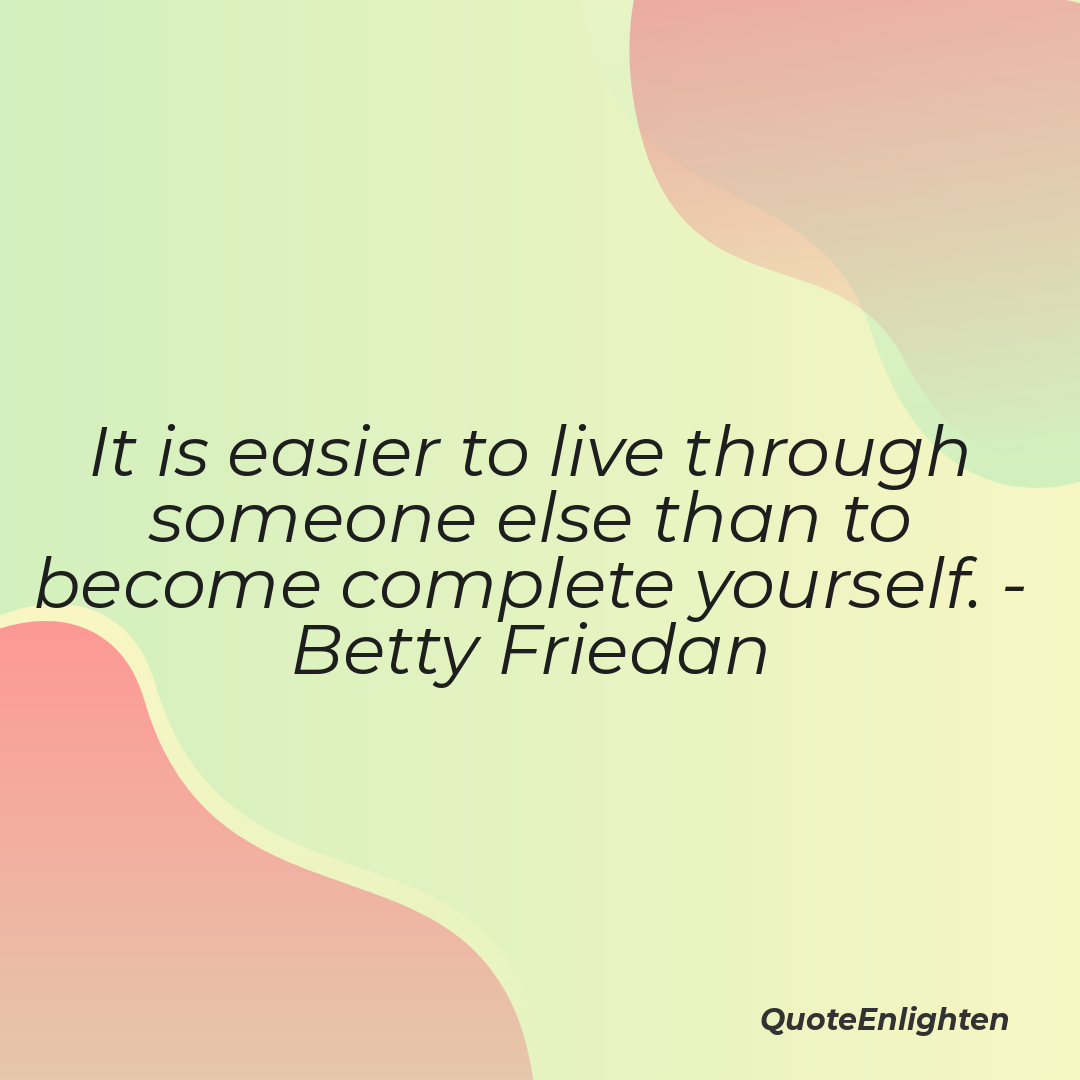 It is easier to live through
someone else than to
become complete yourself. -
Betty Friedan
QuoteEnlighten